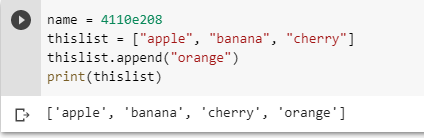 name = 4110e208
thislist = ["apple", "banana", "cherry"]
thislist.append("orange")
print(thislist)
['apple', 'banana', 'cherry', 'orange']